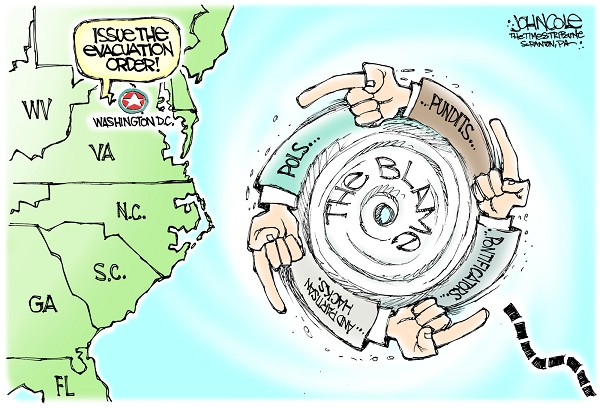 JOHN COLE
THE TIMES TRIBUNE
SCRANTON, PA.
ISSUE THE
EVACUATION
ORDER!
WASHINGTON D.C.
WV
VA
N.C.
S.C.
GA
FL
THE BLAME
POLS...
...PUNDITS...
...PONTIFICATORS...
...AND PARTISAN
HACKS.